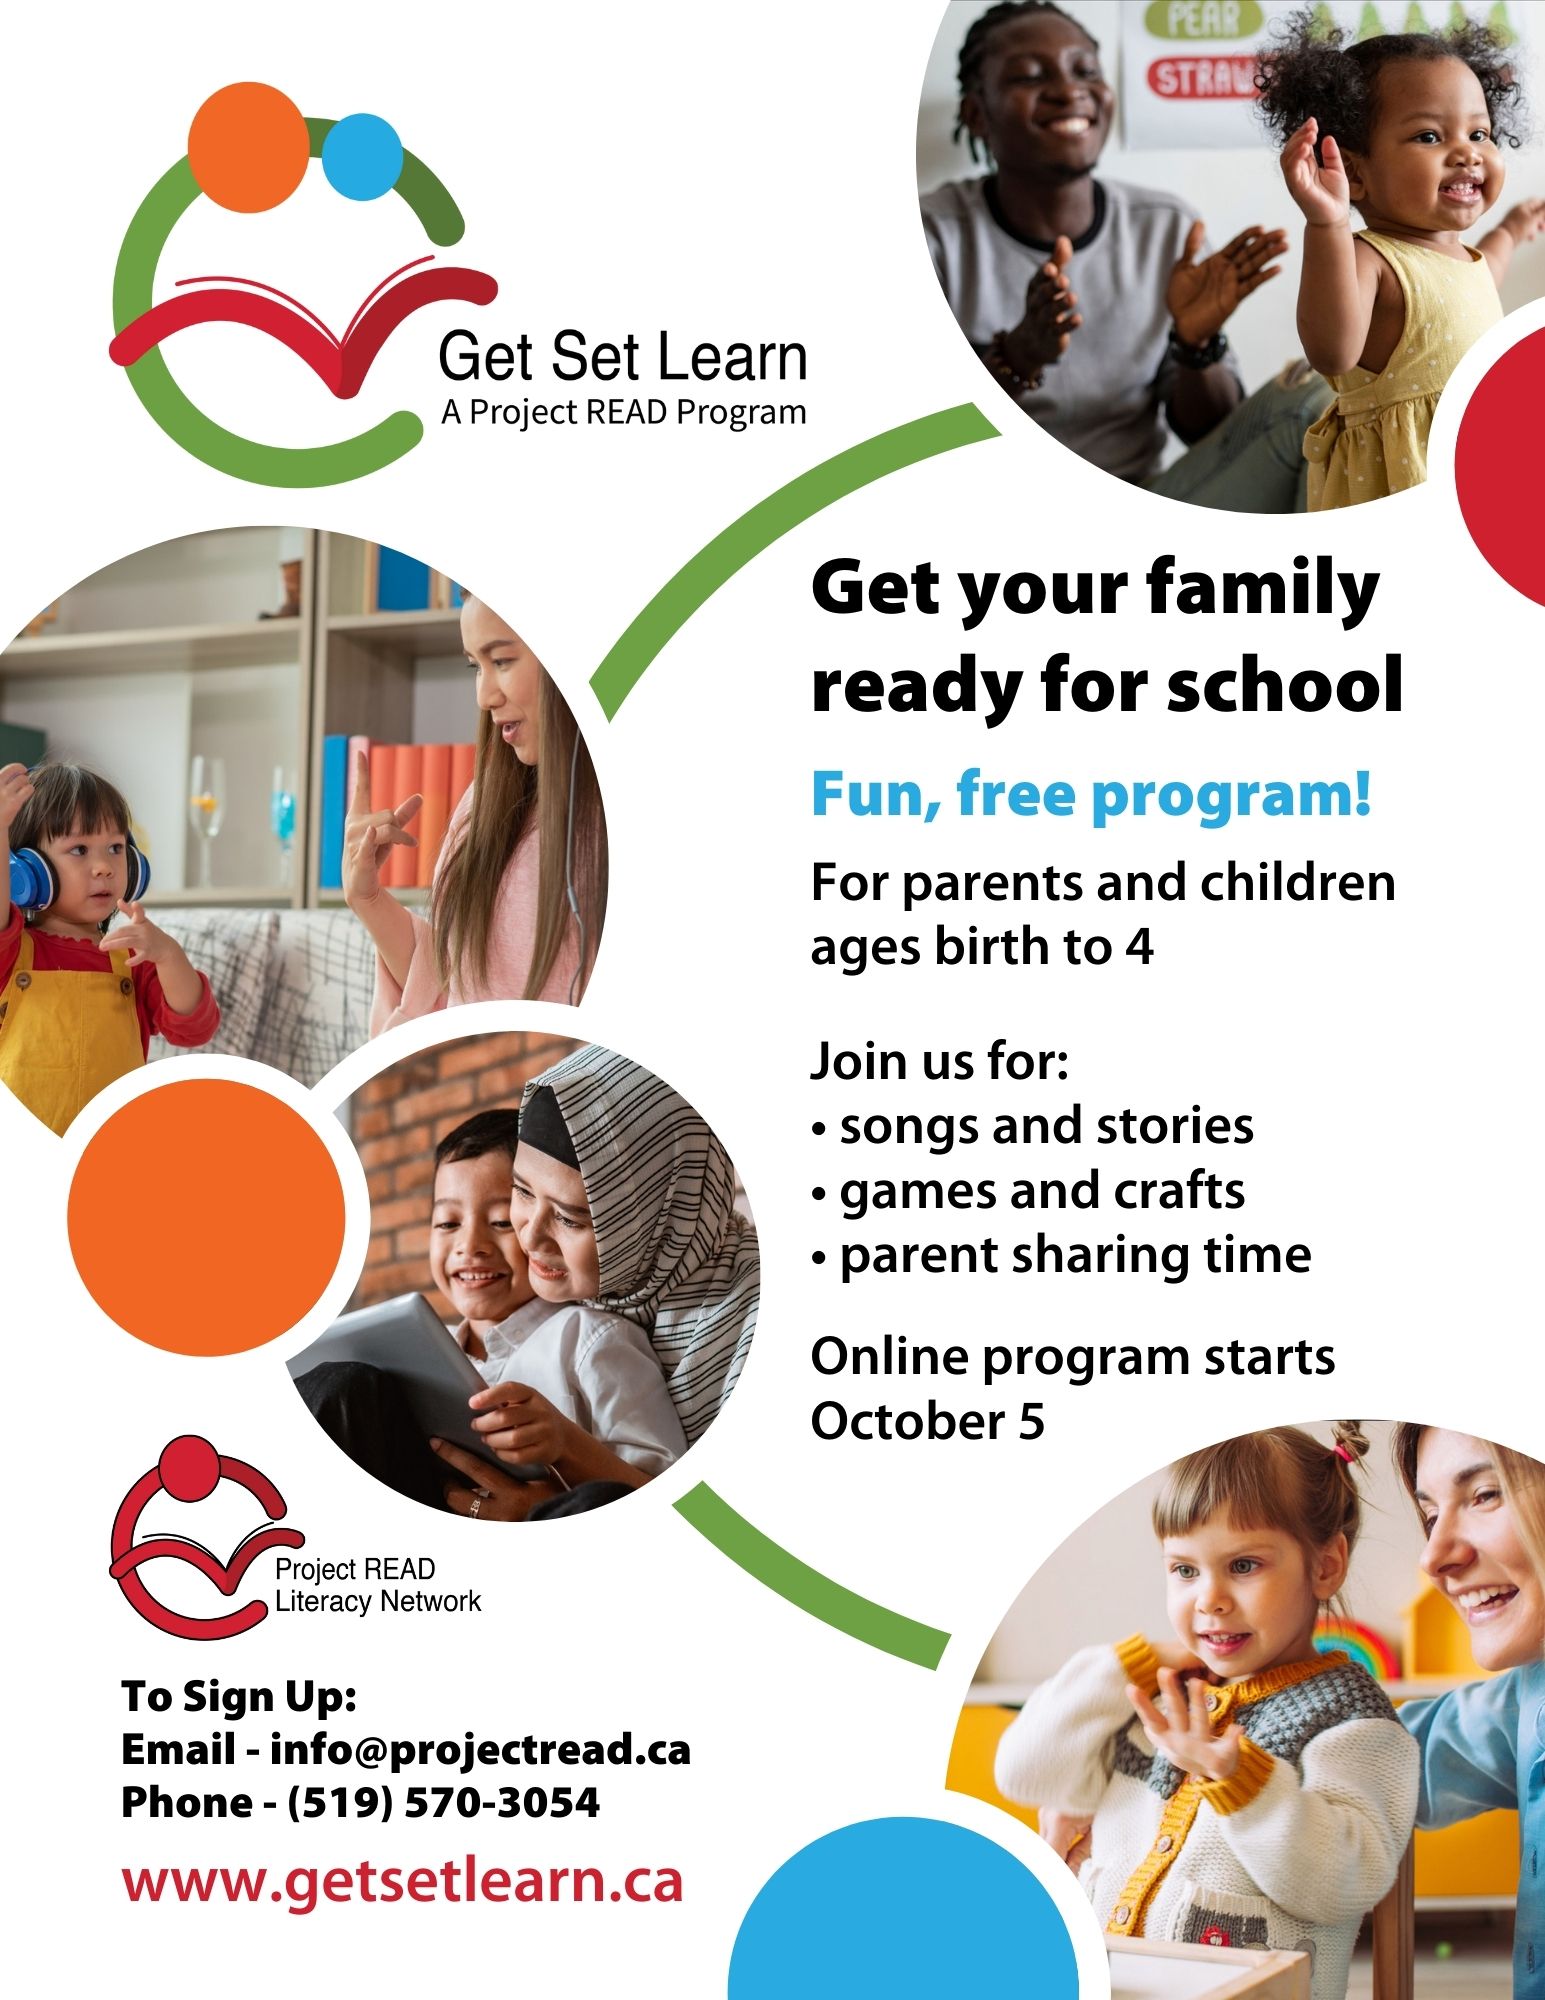 PEAR
Get Set Learn
A Project READ Program
Get your family
ready for school
Fun, free program!
For parents and children
ages birth to 4
Join us for:
• songs and stories
• games and crafts
• parent sharing time
Online program starts
October 5
Project READ
Literacy Network
To Sign Up:
Email - info@projectread.ca
Phone - (519) 570-3054
www.getsetlearn.ca